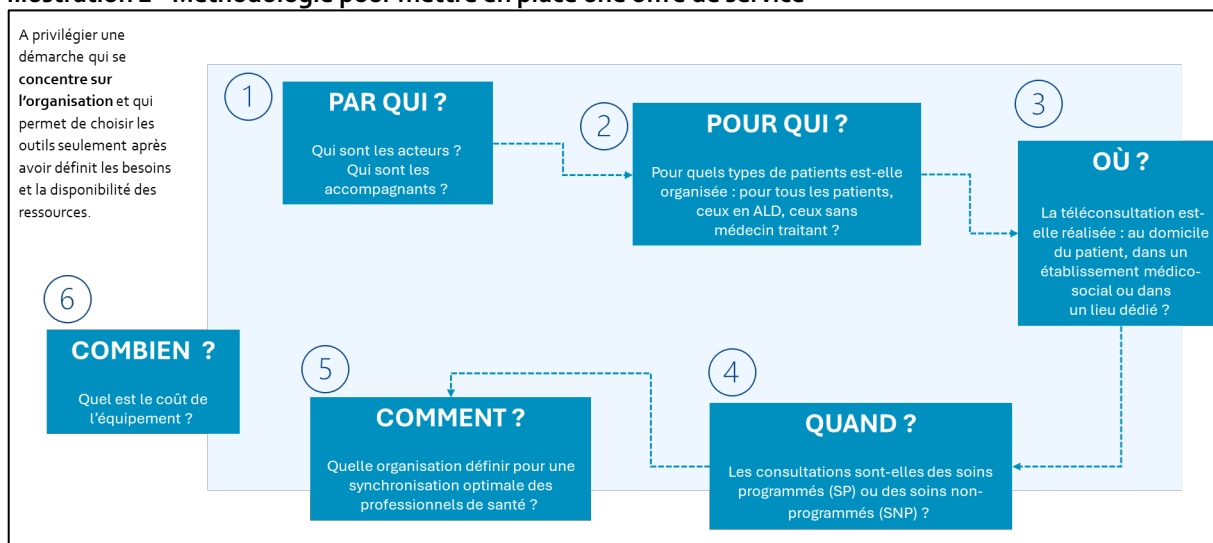 A privilégier une
démarche qui se
concentre sur
l'organisation et qui
permet de choisir les
outils seulement après
avoir définit les besoins
et la disponibilité des
ressources.
1
PAR QUI ?
Qui sont les acteurs ?
Qui sont les
accompagnants ?
2
POUR QUI ?
Pour quels types de patients est-elle
organisée : pour tous les patients,
ceux en ALD, ceux sans
médecin traitant ?
3
OÙ ?
La téléconsultation est-
elle réalisée : au domicile
du patient, dans un
établissement médico-
social ou dans
un lieu dédié ?
4
QUAND ?
Les consultations sont-elles des soins
programmés (SP) ou des soins non-
programmés (SNP) ?
5
COMMENT ?
Quelle organisation définir pour une
synchronisation optimale des
professionnels de santé ?
6
COMBIEN ?
Quel est le coût de
l'équipement ?